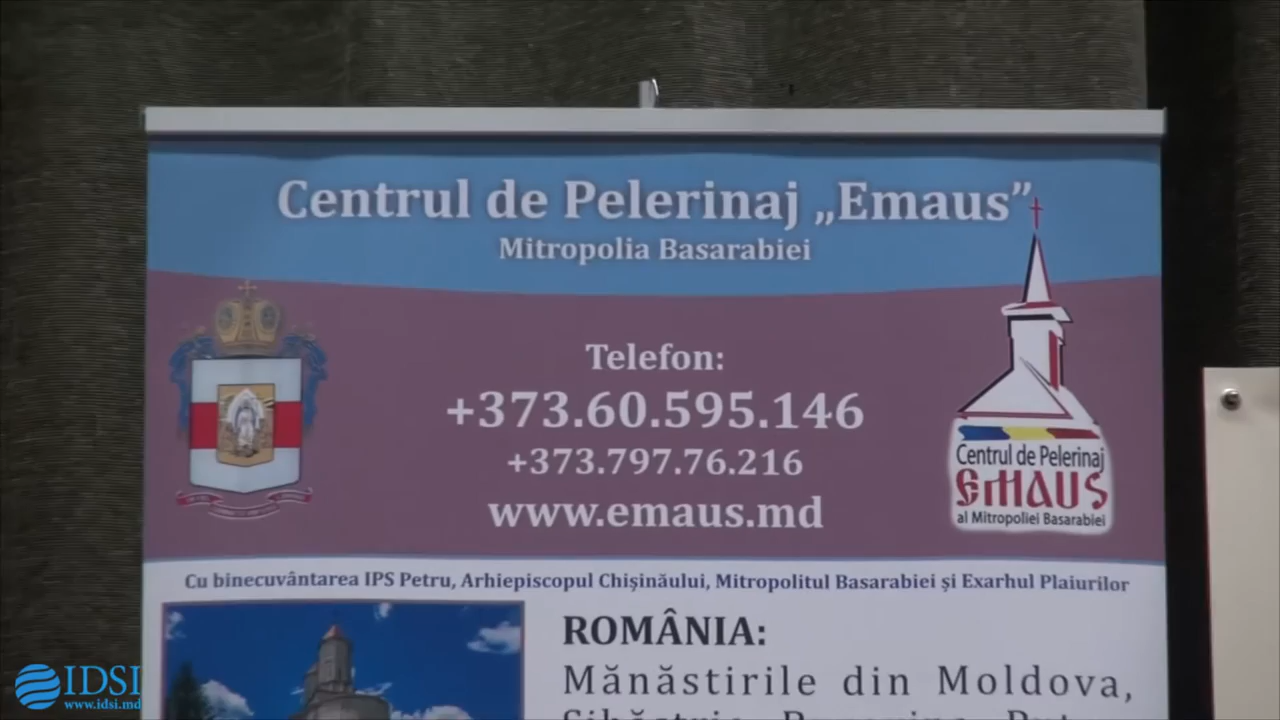 Centrul de Pelerinaj „Emaus”
Mitropolia Basarabiei
Telefon:
+373.60.595.146
+373.797.76.216
www.emaus.md
Centrul de Pelerinaj
EMAUS
al Mitropoliei Basarabiei
Cu binecuvântarea IPS Petru, Arhiepiscopul Chișinăului, Mitropolitul Basarabiei și Exarhul Plaiurilor
ROMÂNIA:
Mănăstirile din Moldova,
IDSI
www.idsi.md